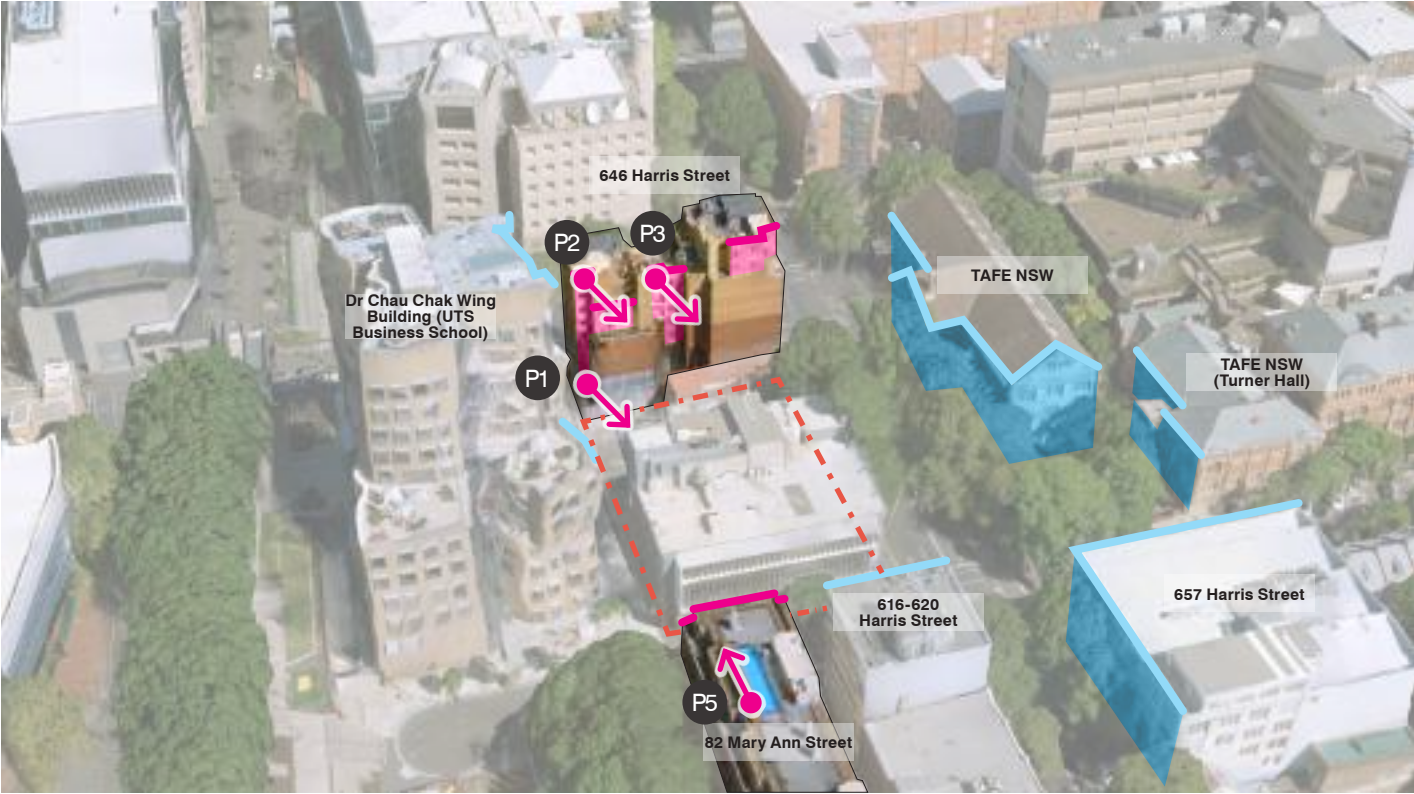 646 Harris Street
P2
P3
TAFE NSW
Dr Chau Chak Wing
Building (UTS
Business School)
P1
TAFE NSW
(Turner Hall)
657 Harris Street
616-620
Harris Street
P5
82 Mary Ann Street